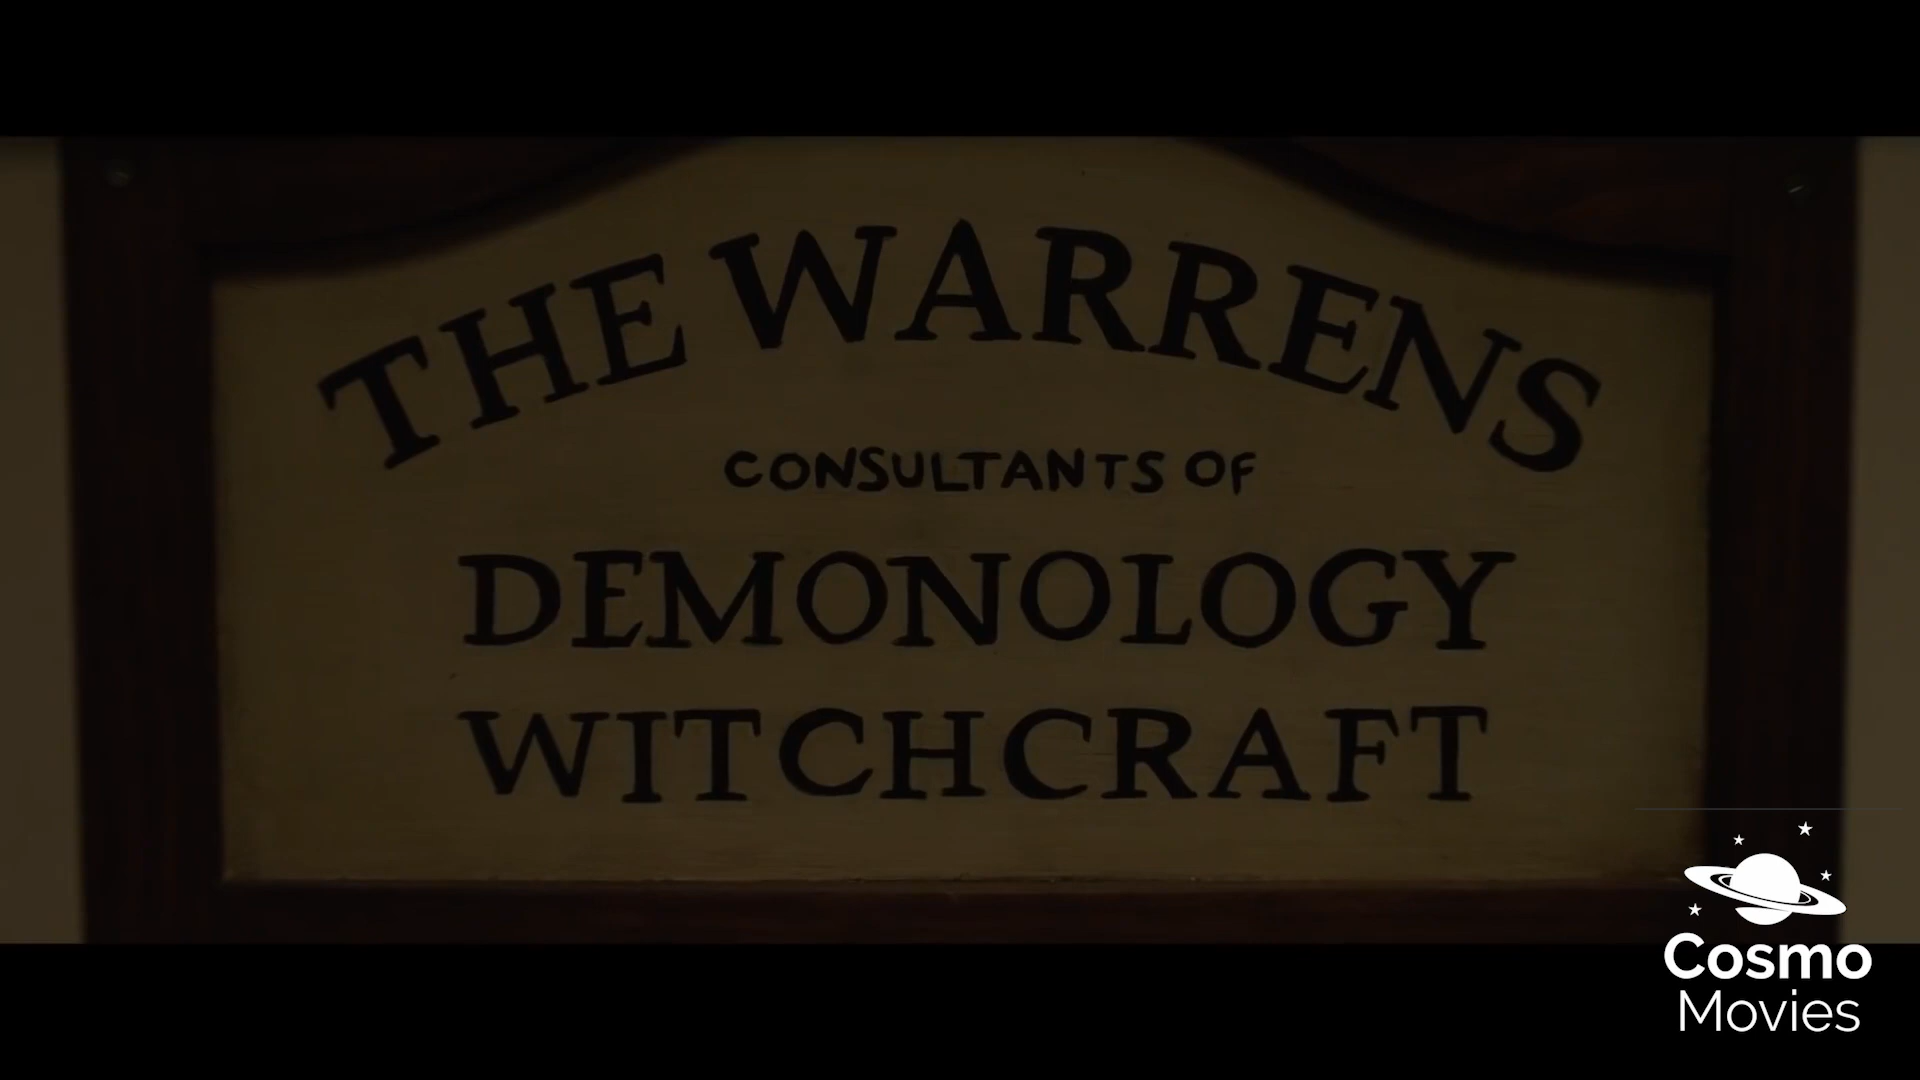 THE WARRENS
CONSULTANTS OF
DEMONOLOGY
WITCHCRAFT
Cosmo
Movies